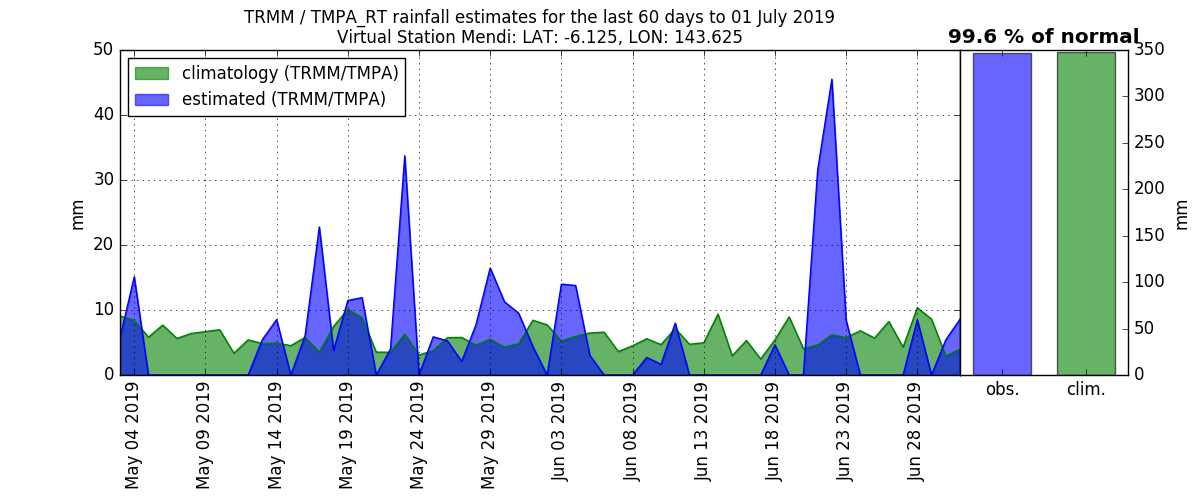 TRMM / TMPA_RT rainfall estimates for the last 60 days to 01 July 2019
Virtual Station Mendi: LAT: -6.125, LON: 143.625
99.6 % of normal
climatology (TRMM/TMPA)
estimated (TRMM/TMPA)
50
40
30
20
10
0
mm
May 04 2019
May 09 2019
May 14 2019
May 19 2019
May 24 2019
May 29 2019
Jun 03 2019
Jun 08 2019
Jun 13 2019
Jun 18 2019
Jun 23 2019
Jun 28 2019
obs.
clim.
350
300
250
200
150
100
50
0
mm